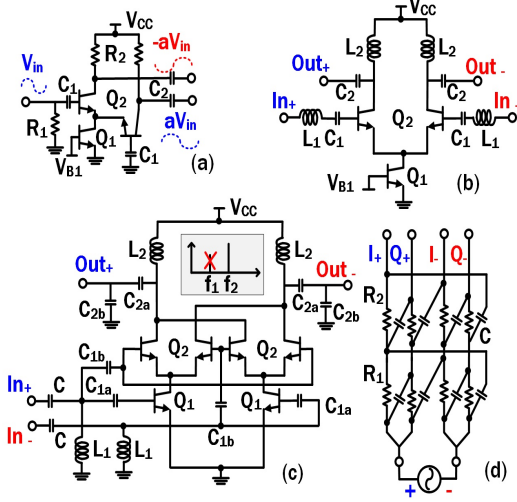 VCC
-aVin
Vin
R2
C1
Q2
C2
R1
Q1
aVin
VB1
C1
(a)
VCC
L2
L2
Out+
Out-
C2
C2
In+
In-
Q2
L1
C1
C1
L1
Q1
VB1
(b)
VCC
L2
L2
f1 f2
Out+
Out-
C2a
C2a
C2b
C2b
C1b
Q2
Q2
In+
C
C1a
Q1
Q1
C1a
In-
C
C1b
L1
L1
(c)
I+ Q+ I- Q-
R2
C
R1
(d)
+ -